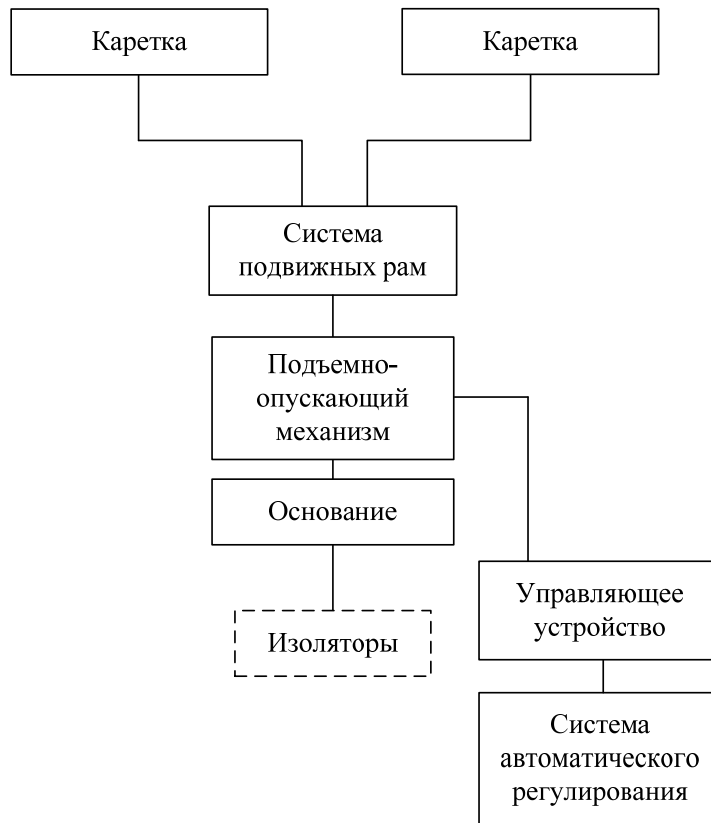 Каретка
Каретка
Система
подвижных рам
Подъемно-
опускающий
механизм
Основание
Изоляторы
Управляющее
устройство
Система
автоматического
регулирования